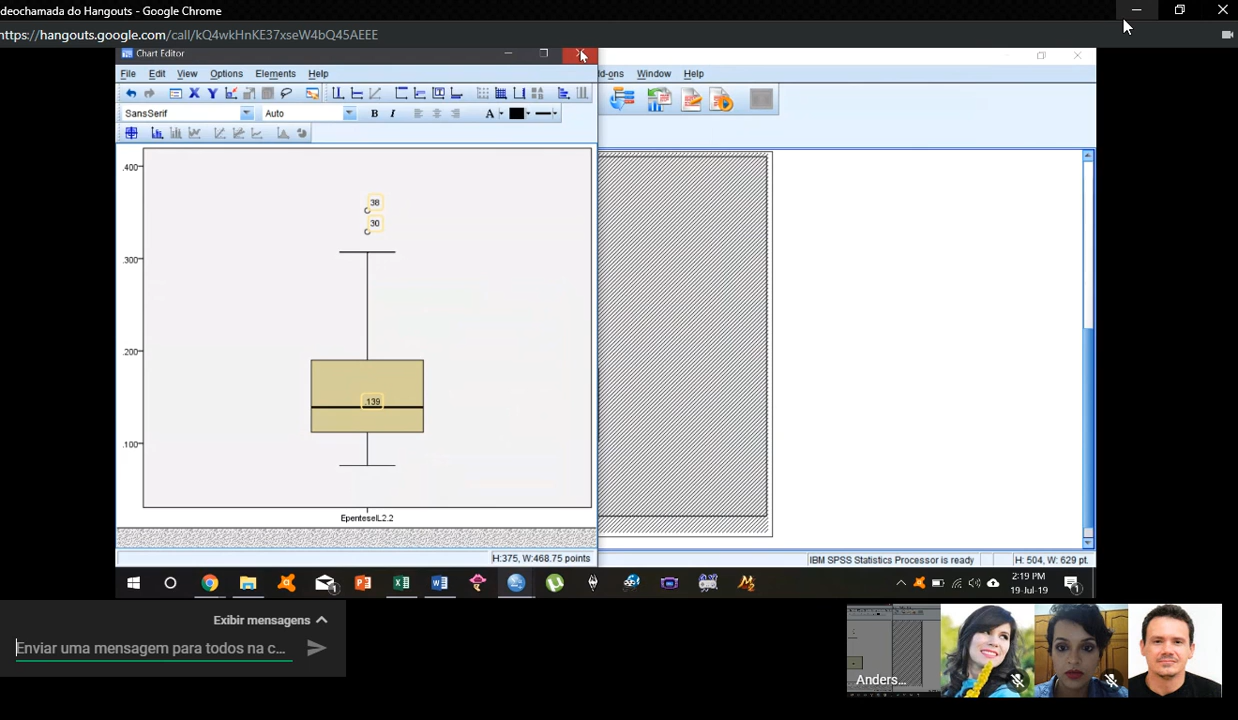 deochamada do Hangouts - Google Chrome
https://hangouts.google.com/call/kQ4wkHnKE37xseW4bQ45AEEE
Chart Editor
File Edit View Options Elements Help
d-ons Window Help
SansSerif Auto B I A
.400
38
30
.300
.200
.139
.100
EpenteseIL2.2
H:375, W:468.75 points
IBM SPSS Statistics Processor is ready H: 504, W: 629 pt.
2:19 PM
19-Jul-19
Exibir mensagens
Enviar uma mensagem para todos na c...
Anders...